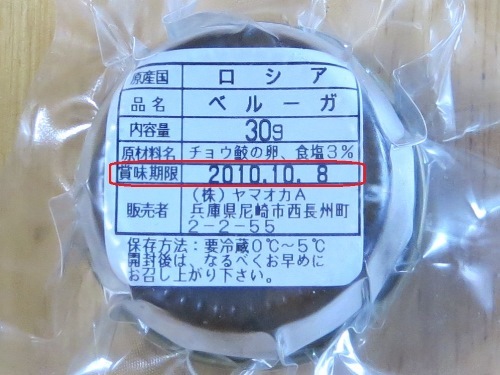 原産国 ロシア
品名 ベルーガ
内容量 30g
原材料名 チョウ鮫の卵、食塩3%
賞味期限 2010.10.8
販売者 (株)ヤマオカA
兵庫県尼崎市西長州町
2-2-55
保存方法:要冷蔵0℃~5℃
開封後は、なるべくお早めに
お召し上がり下さい。